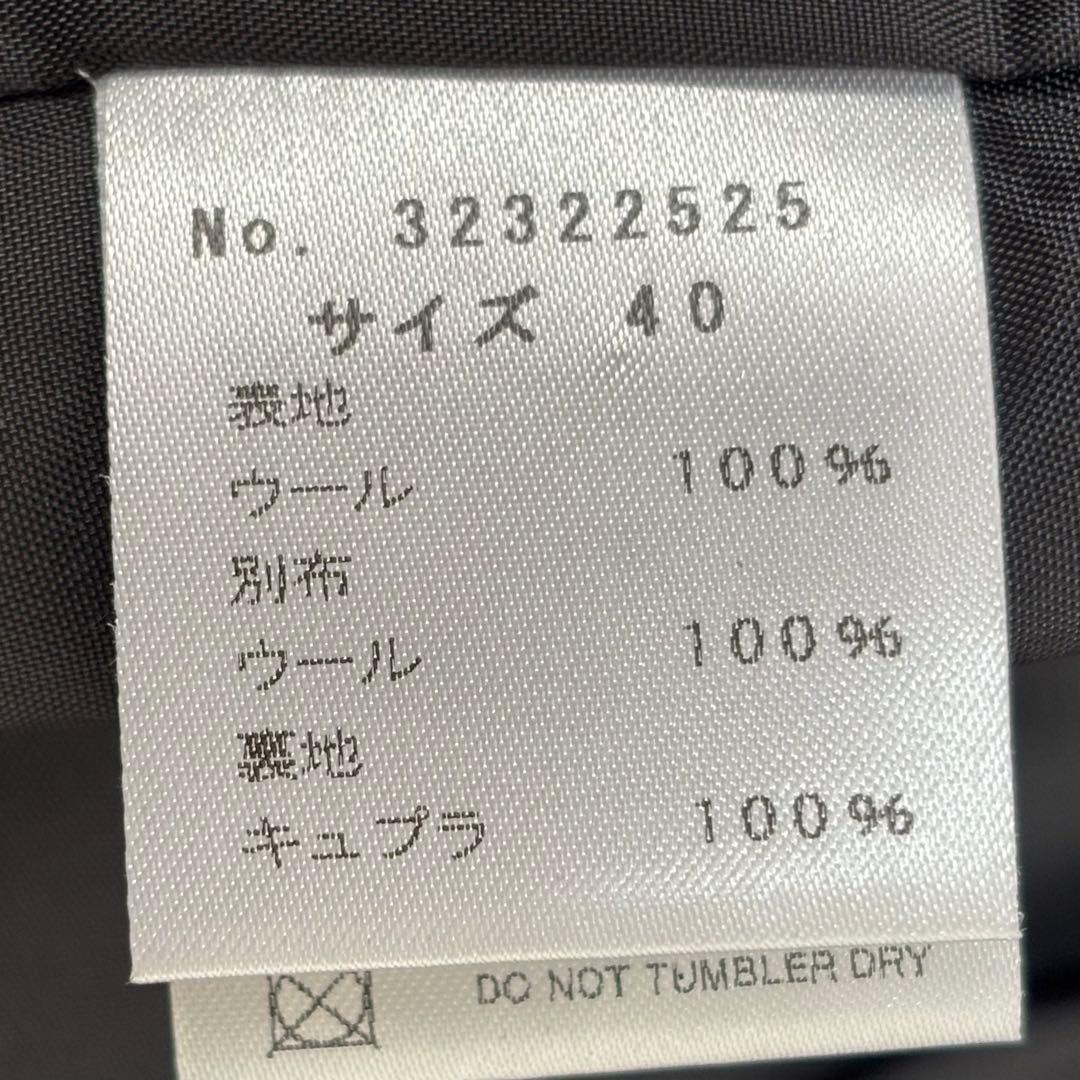 No. 32322525
サイズ 40
表地
ウール 100%
別布
ウール 100%
裏地
キュプラ 100%
DO NOT TUMBLER DRY